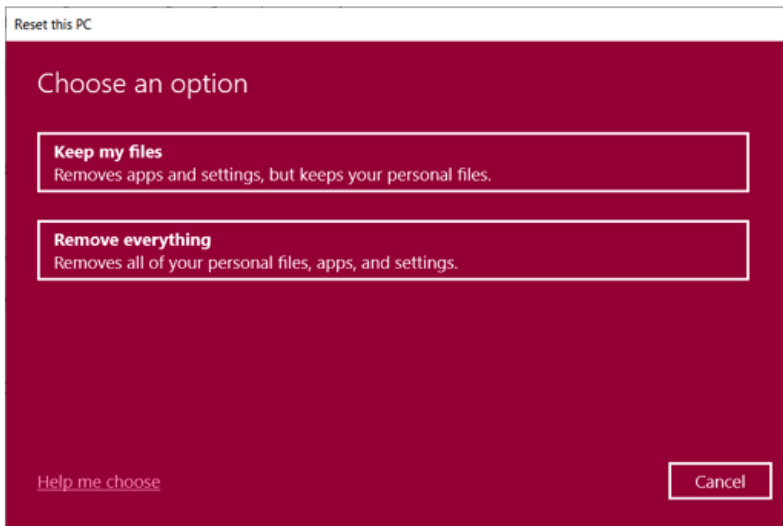 Reset this PC
Choose an option
Keep my files
Removes apps and settings, but keeps your personal files.
Remove everything
Removes all of your personal files, apps, and settings.
Help me choose
Cancel